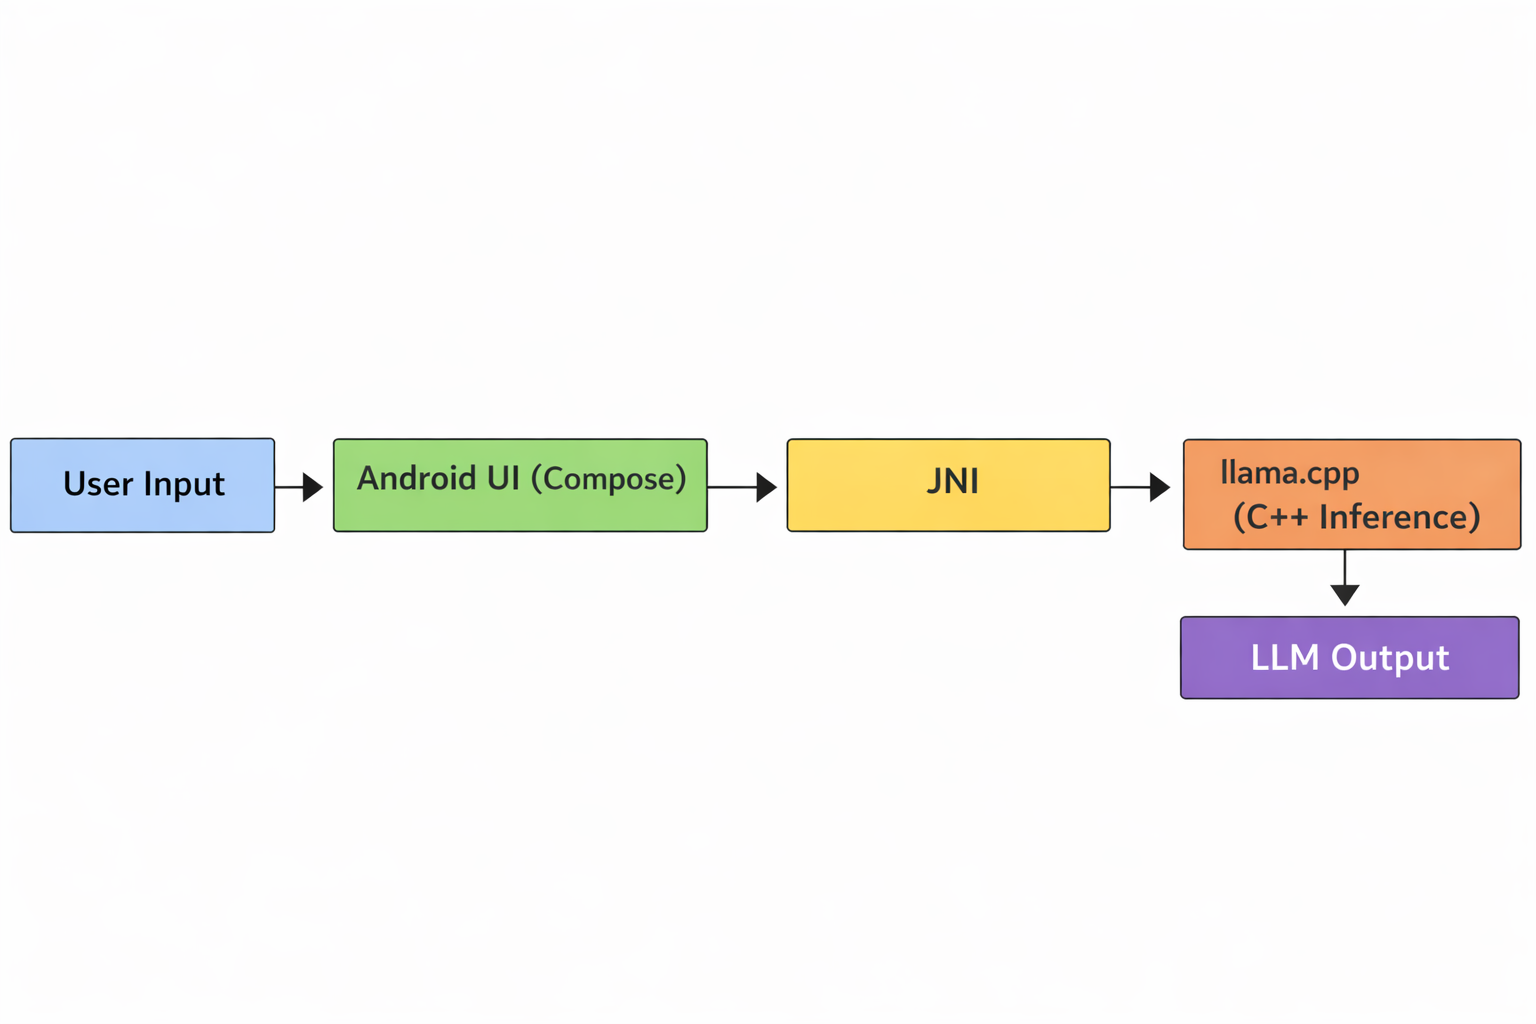 User Input
Android UI (Compose)
JNI
llama.cpp
(C++ Inference)
LLM Output